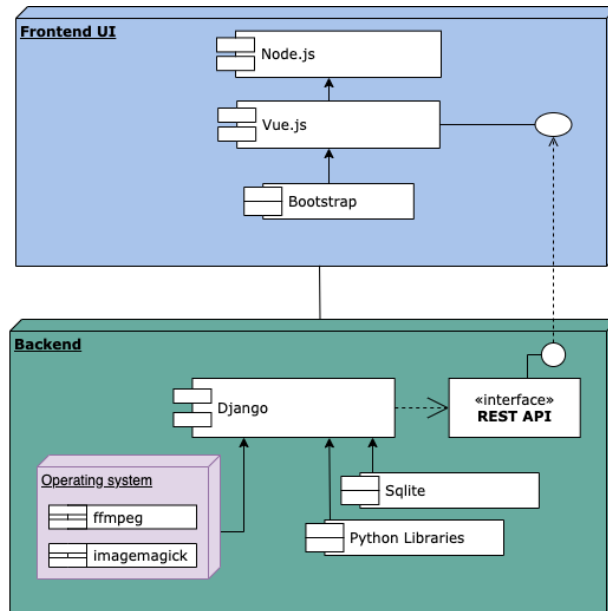 Frontend UI
Node.js
Vue.js
Bootstrap
Backend
Django
«interface»
REST API
Operating system
ffmpeg
imagemagick
Sqlite
Python Libraries